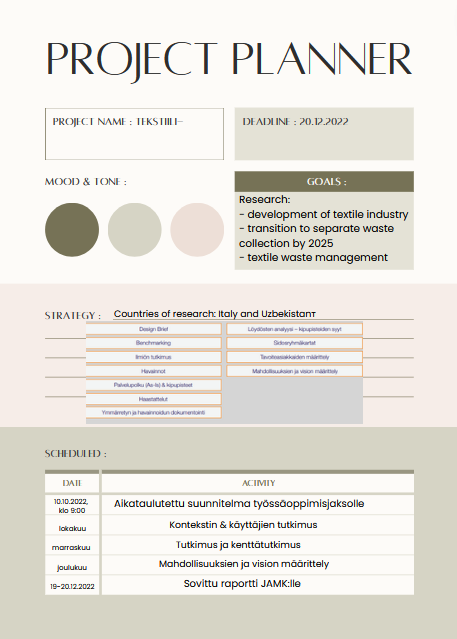 PROJECT PLANNER
PROJECT NAME : TEKSTIILI-
DEADLINE : 20.12.2022
MOOD & TONE :
GOALS :
Research:
- development of textile industry
- transition to separate waste
collection by 2025
- textile waste management
STRATEGY :
Countries of research: Italy and Uzbekistanт
Design Brief
Löydösten analyysi – kipupisteiden syyt
Benchmarking
Sidosryhmäkartat
Ilmiön tutkimus
Tavoiteasiakkaiden määrittely
Havainnot
Mahdollisuuksien ja vision määrittely
Palvelupolku (As-Is) & kipupisteet
Haastattelut
Ymmärretyn ja havainnoidun dokumentointi
SCHEDULED :
DATE
ACTIVITY
10.10.2022,
klo 9:00
Aikataulutettu suunnitelma työssäoppimisjaksolle
lokakuu
Kontekstin & käyttäjien tutkimus
marraskuu
Tutkimus ja kenttätutkimus
joulukuu
Mahdollisuuksien ja vision määrittely
19-20.12.2022
Sovittu raportti JAMK:lle